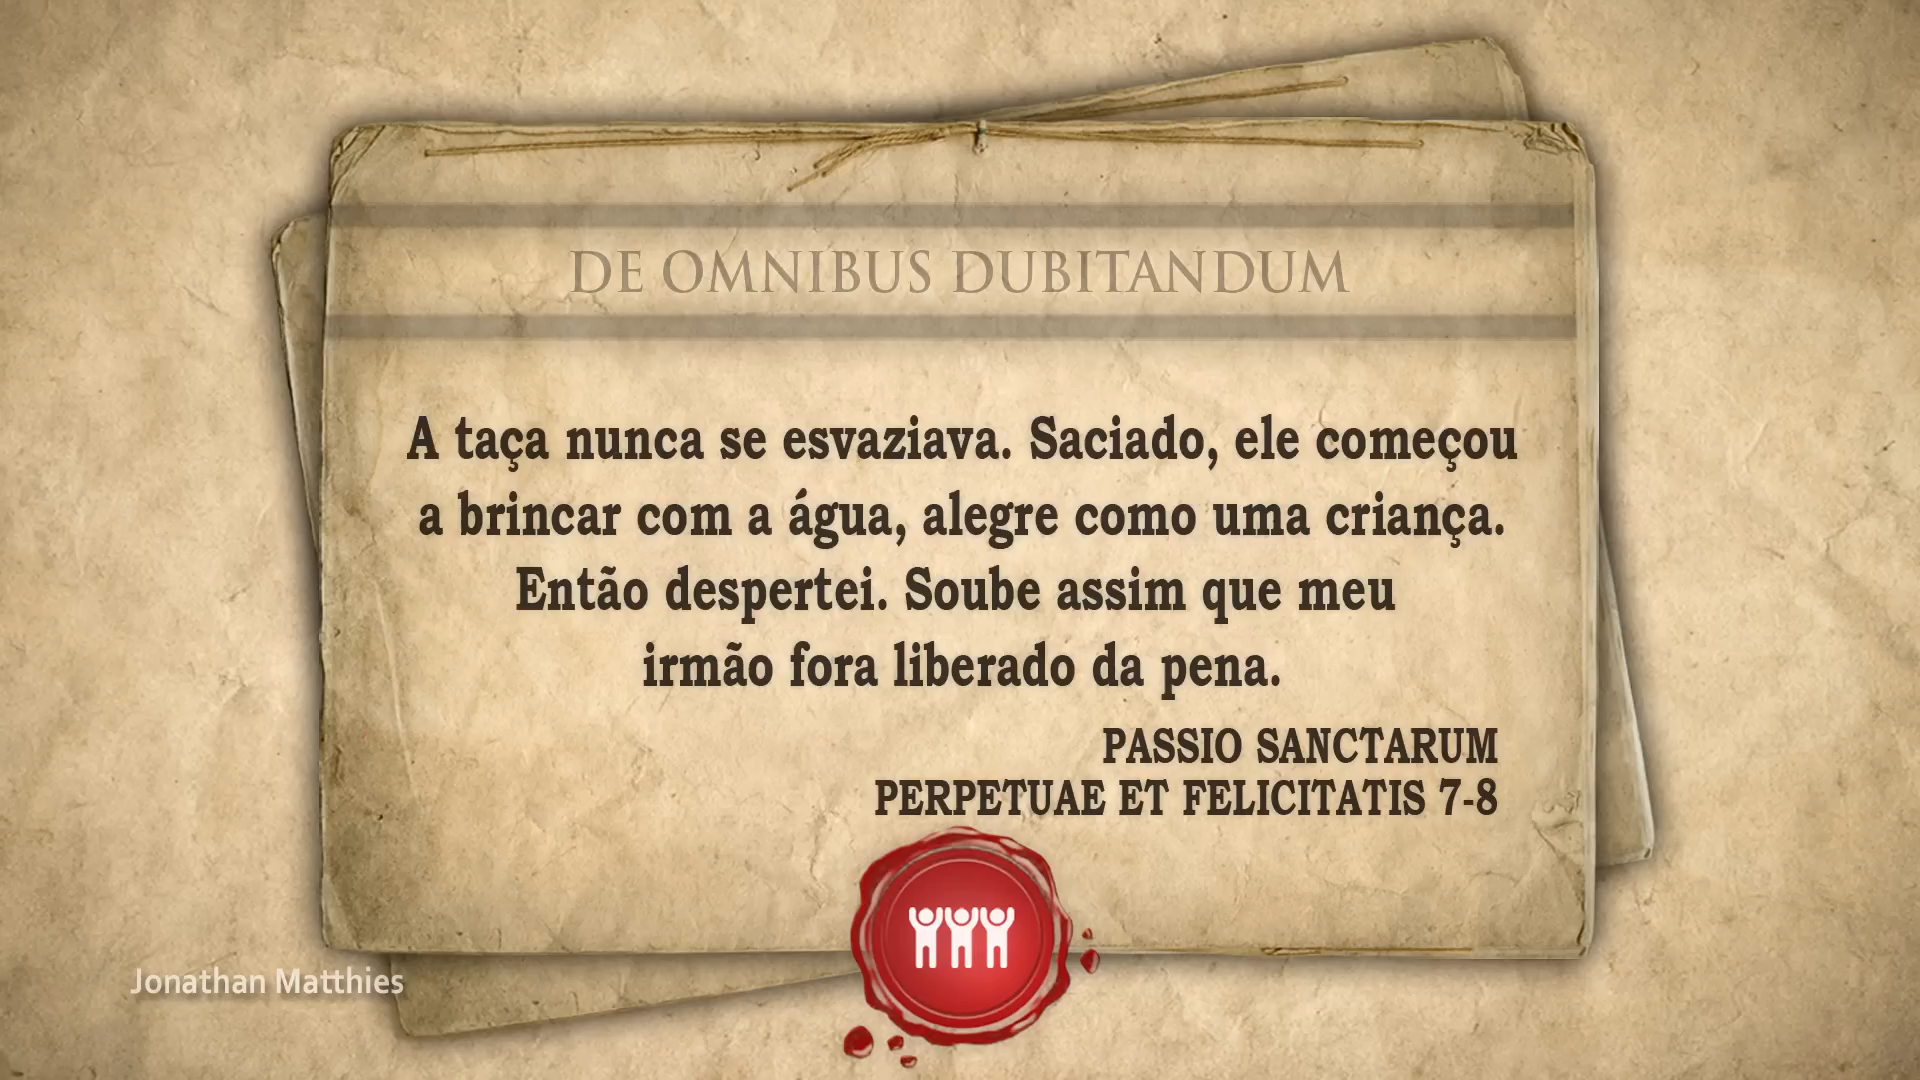 DE OMNIBUS DUBITANDUM
A taça nunca se esvaziava. Saciado, ele começou
a brincar com a água, alegre como uma criança.
Então despertei. Soube assim que meu
irmão fora liberado da pena.
PASSIO SANCTARUM
PERPETUAE ET FELICITATIS 7-8
Jonathan Matthies